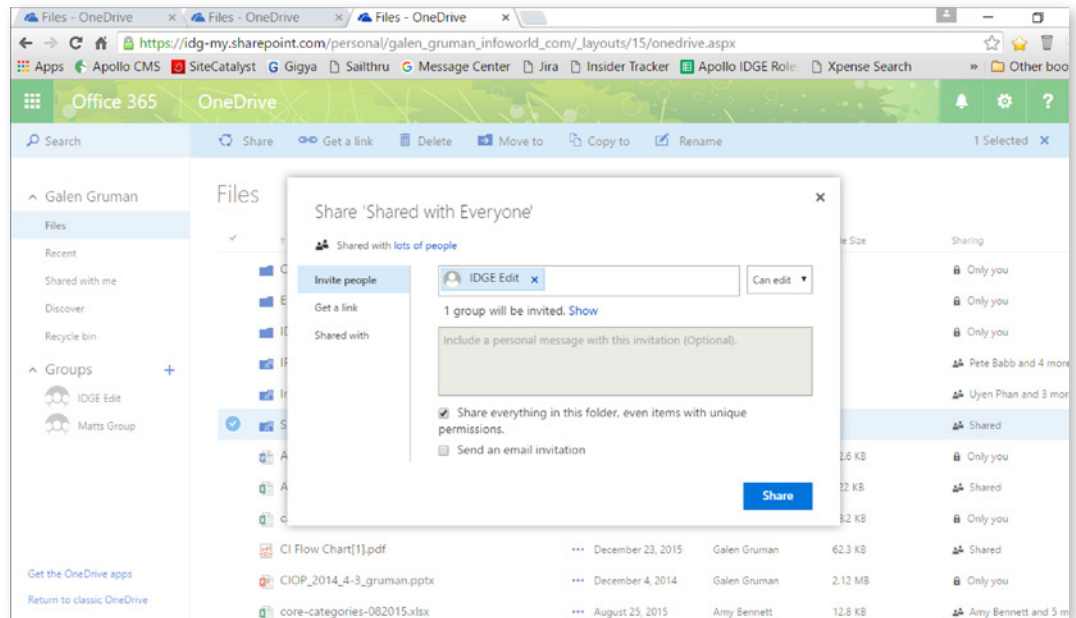 Files - OneDrive × Files - OneDrive × Files - OneDrive ×
https://idg-my.sharepoint.com/personal/galen_gruman_infoworld_com/_layouts/15/onedrive.aspx
Apps Apollo CMS SiteCatalyst Gigya Sailthru Message Center Jira Insider Tracker Apollo IDGE Role Xpense Search » Other boo
Office 365 OneDrive ?
Search Share Get a link Delete Move to Copy to Rename 1 Selected ×
Galen Gruman
Files
Recent
Shared with me
Discover
Recycle bin
Groups +
IDGE Edit
Matts Group
Get the OneDrive apps
Return to classic OneDrive
Files
Size Sharing
Only you
Only you
Only you
Pete Babb and 4 more
Uyen Phan and 3 mor
Shared
2.6 KB Only you
22 KB Shared
3.2 KB Only you
CI Flow Chart[1].pdf ••• December 23, 2015 Galen Gruman 62.3 KB Shared
CIOP_2014_4-3_gruman.pptx ••• December 4, 2014 Galen Gruman 2.12 MB Only you
core-categories-082015.xlsx ••• August 25, 2015 Amy Bennett 12.8 KB Amy Bennett and 5 m
Share 'Shared with Everyone' ×
Shared with lots of people
Invite people
Get a link
Shared with
IDGE Edit × Can edit
1 group will be invited. Show
Include a personal message with this invitation (Optional).
Share everything in this folder, even items with unique
permissions.
Send an email invitation
Share